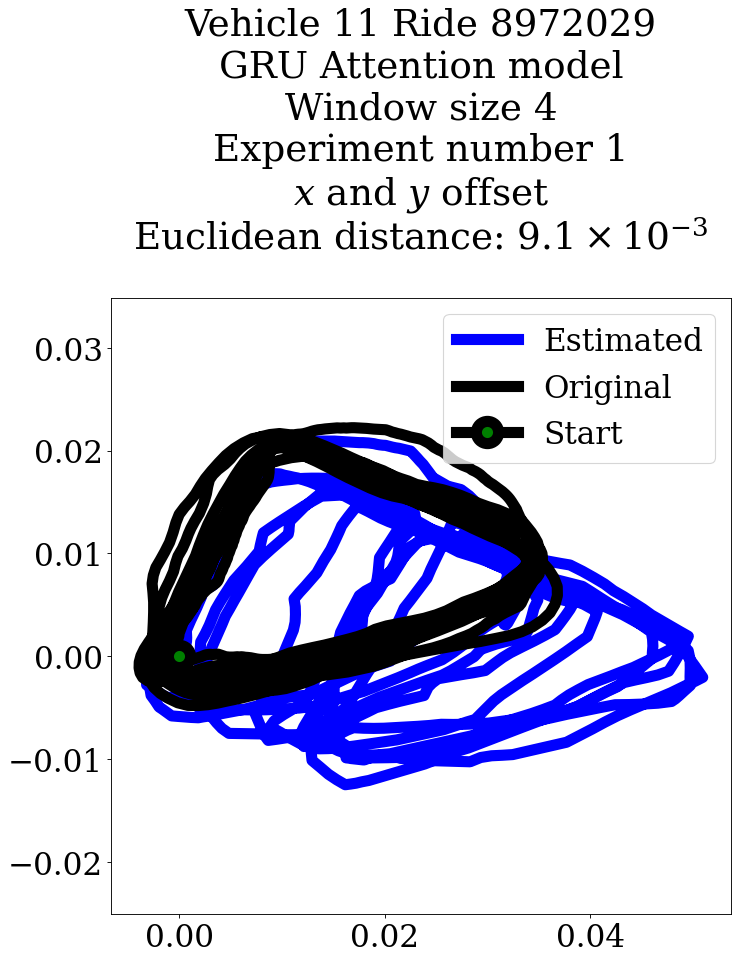 Vehicle 11 Ride 8972029
GRU Attention model
Window size 4
Experiment number 1
x and y offset
Euclidean distance: 9.1 × 10⁻³
Estimated
Original
Start
0.03
0.02
0.01
0.00
−0.01
−0.02
0.00 0.02 0.04